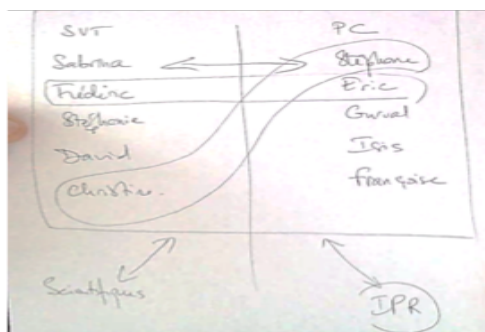 SVT
PC
Sabrina
Stéphane
Frédéric
Eric
Stéphanie
Gurval
David
Isis
Christine.
Françoise
Scientifiques
IPR